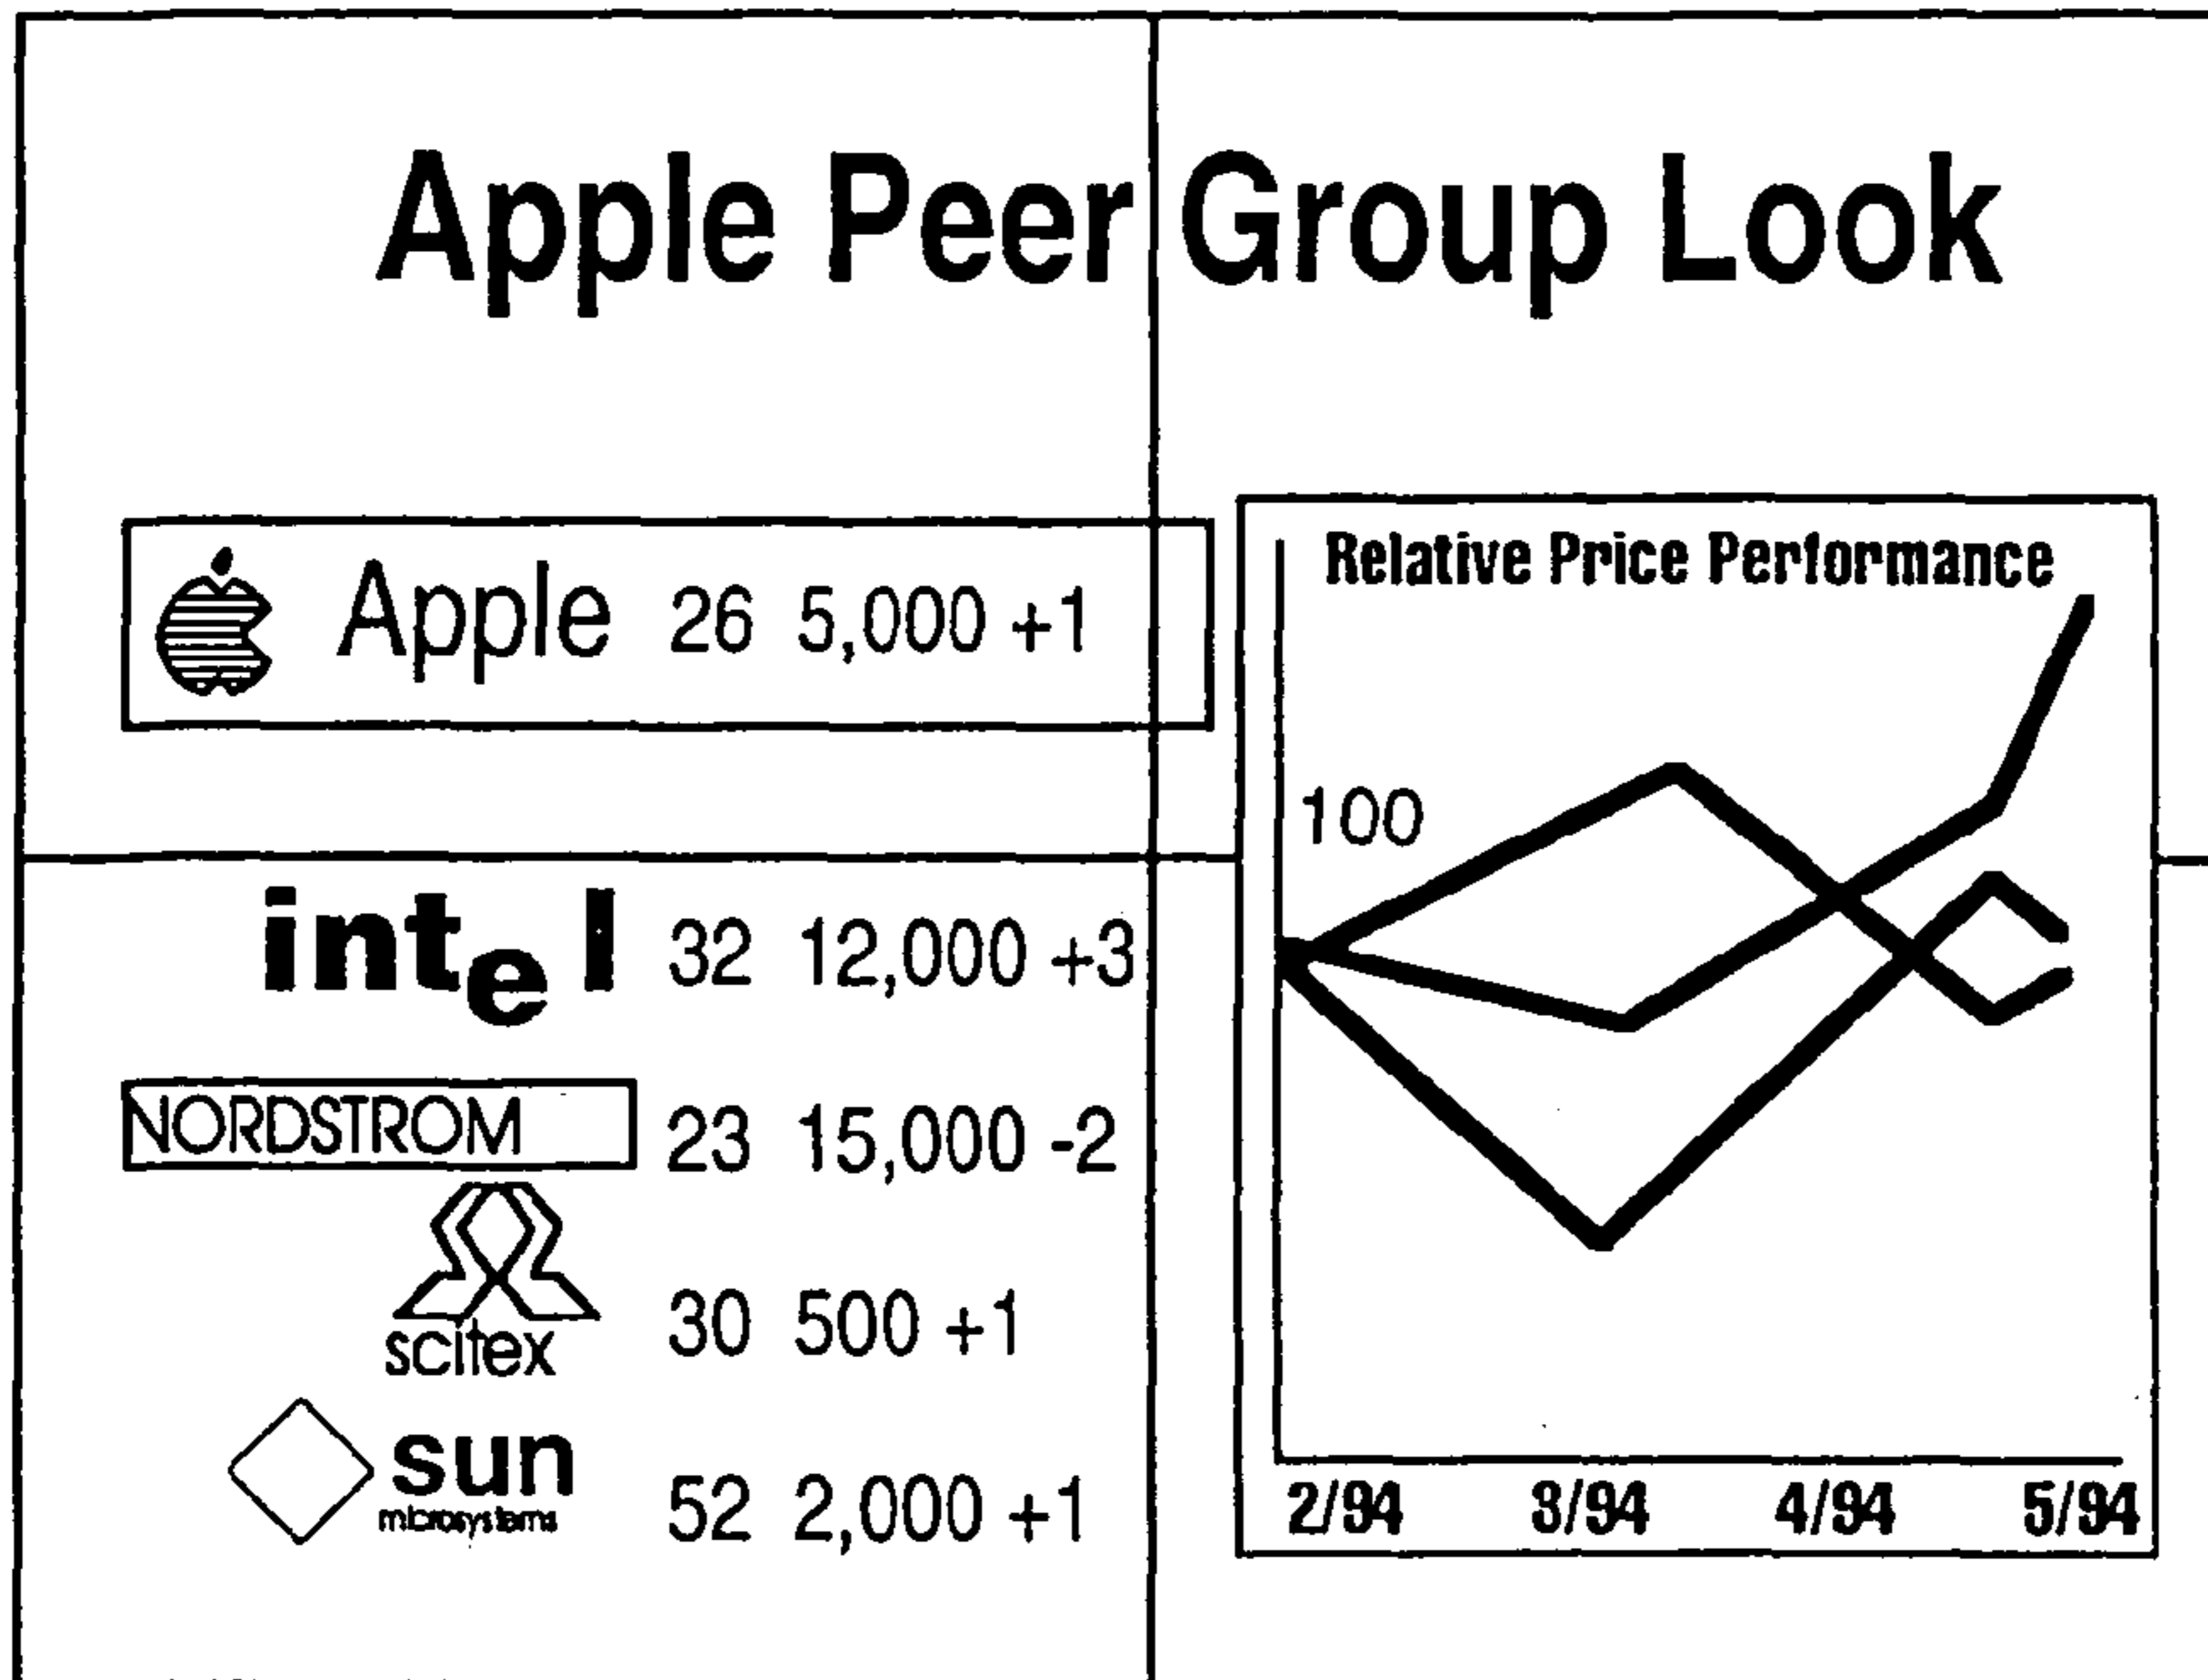 Apple Peer Group Look
Apple 26 5,000 +1
intel 32 12,000 +3
NORDSTROM 23 15,000 -2
scitex 30 500 +1
sun
microsystems
52 2,000 +1
Relative Price Performance
100
2/94 3/94 4/94 5/94